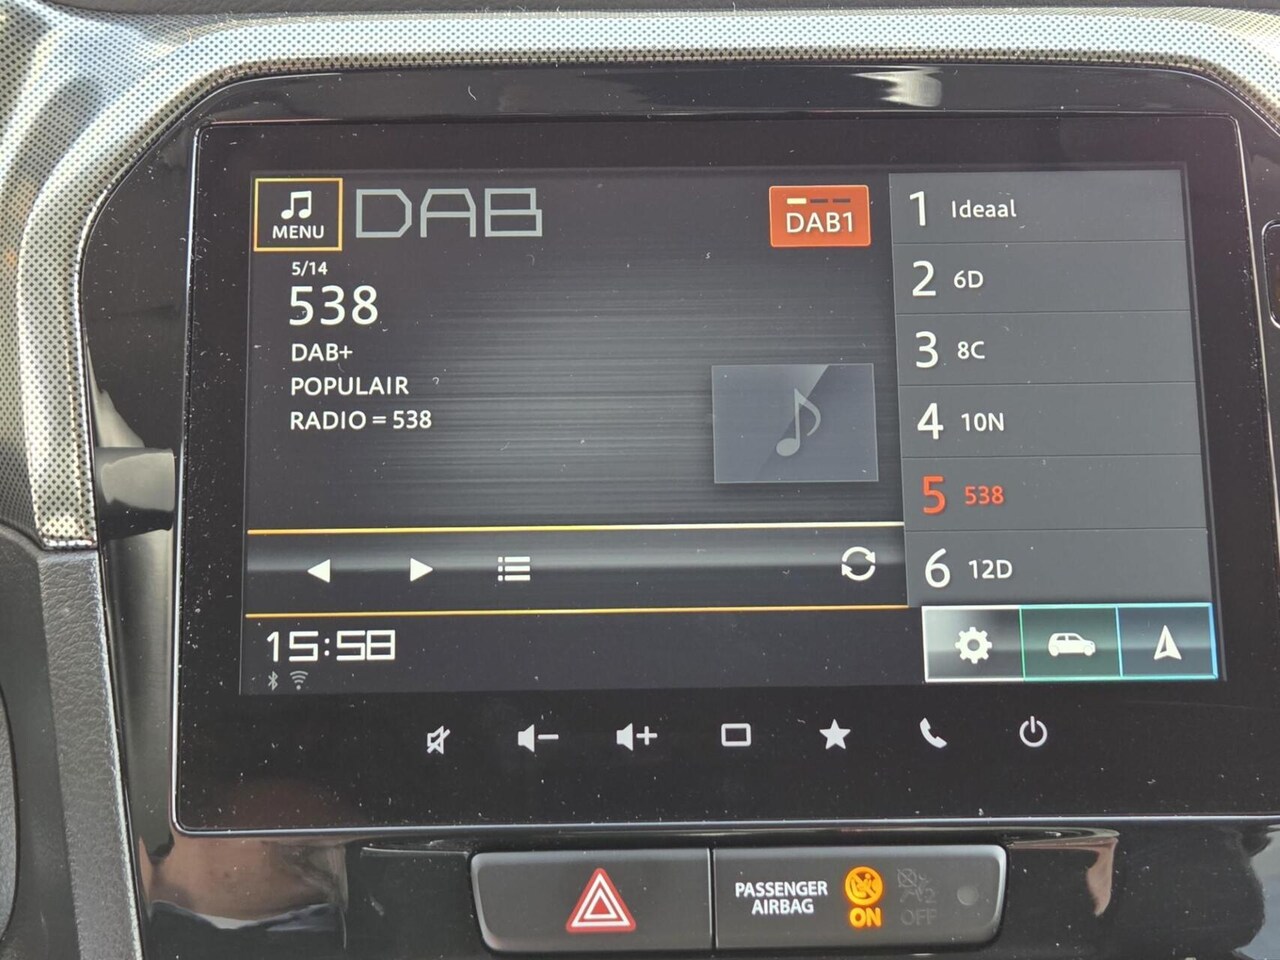 MENU
DAB
DAB1
5/14
538
DAB+
POPULAIR
RADIO = 538
1 Ideaal
2 6D
3 8C
4 10N
5 538
6 12D
15:58
PASSENGER
AIRBAG
ON
OFF